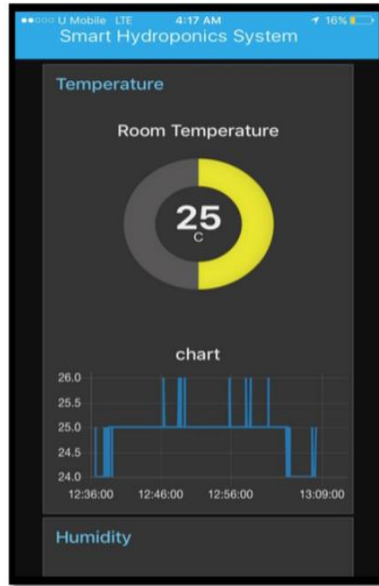 U Mobile LTE 4:17 AM 16%
Smart Hydroponics System
Temperature
Room Temperature
25
C
chart
26.0
25.5
25.0
24.5
24.0
12:36:00 12:46:00 12:56:00 13:09:00
Humidity